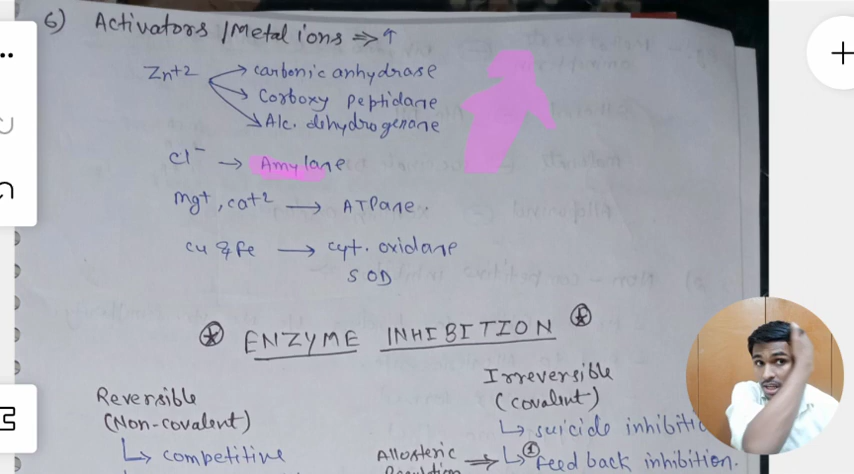 6) Activators / Metal ions ⇒ ↑
Zn+2 → carbonic anhydrase
→ Corboxy Peptidase
→ Alc. dehydrogenase
Cl⁻ → Amylase
Mg+, Ca+2 → ATPase.
Cu & Fe → cyt. oxidase
SOD
ENZYME INHIBITION
Reversible
(Non-covalent)
↳ competitive
Irreversible
(covalent)
↳ suicide inhibitio
Allosteric
⇒ ↳ ① Feed back inhibition.